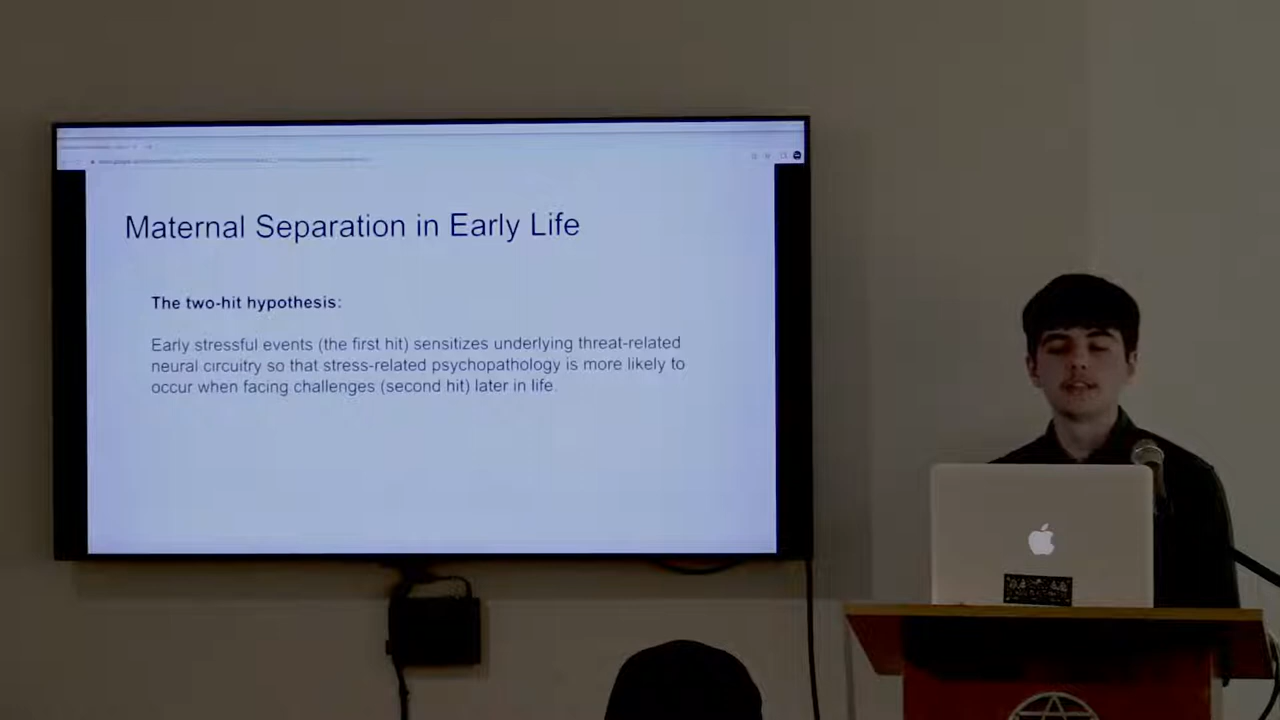 Maternal Separation in Early Life
The two-hit hypothesis:
Early stressful events (the first hit) sensitizes underlying threat-related
neural circuitry so that stress-related psychopathology is more likely to
occur when facing challenges (second hit) later in life.